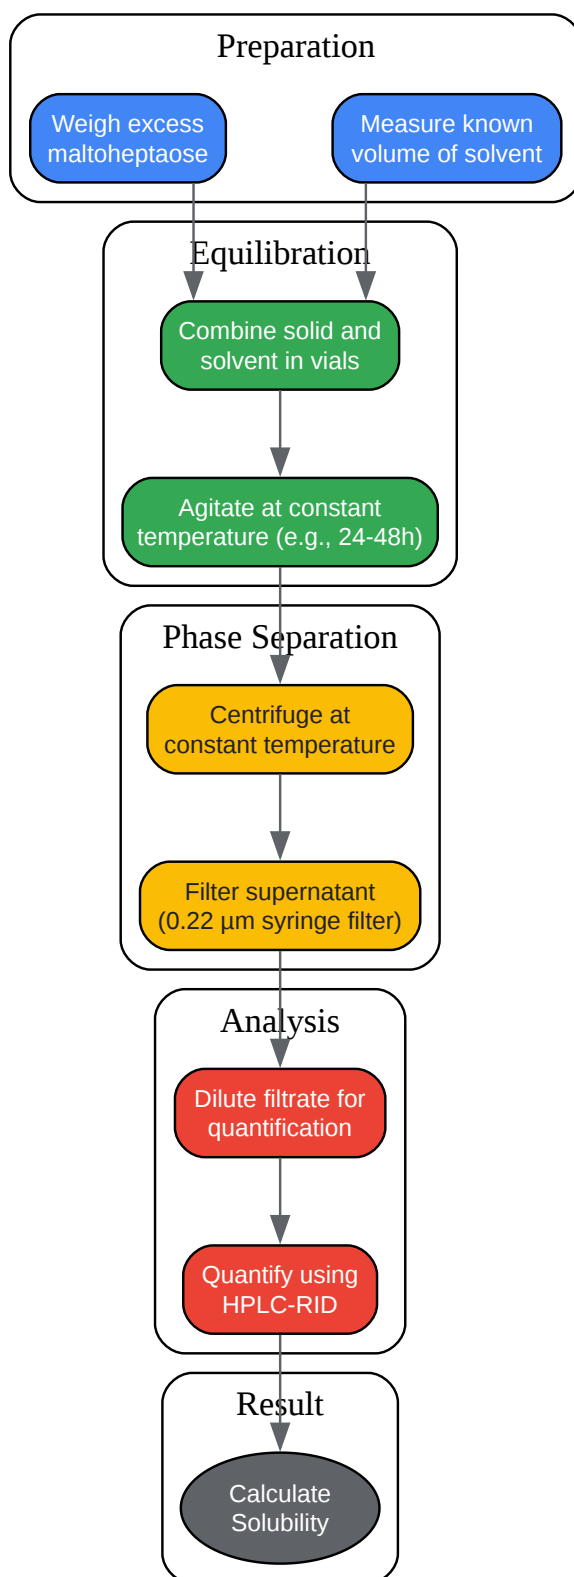 Preparation
Weigh excess
maltoheptaose
Measure known
volume of solvent
Equilibration
Combine solid and
solvent in vials
Agitate at constant
temperature (e.g., 24-48h)
Phase Separation
Centrifuge at
constant temperature
Filter supernatant
(0.22 µm syringe filter)
Analysis
Dilute filtrate for
quantification
Quantify using
HPLC-RID
Result
Calculate
Solubility